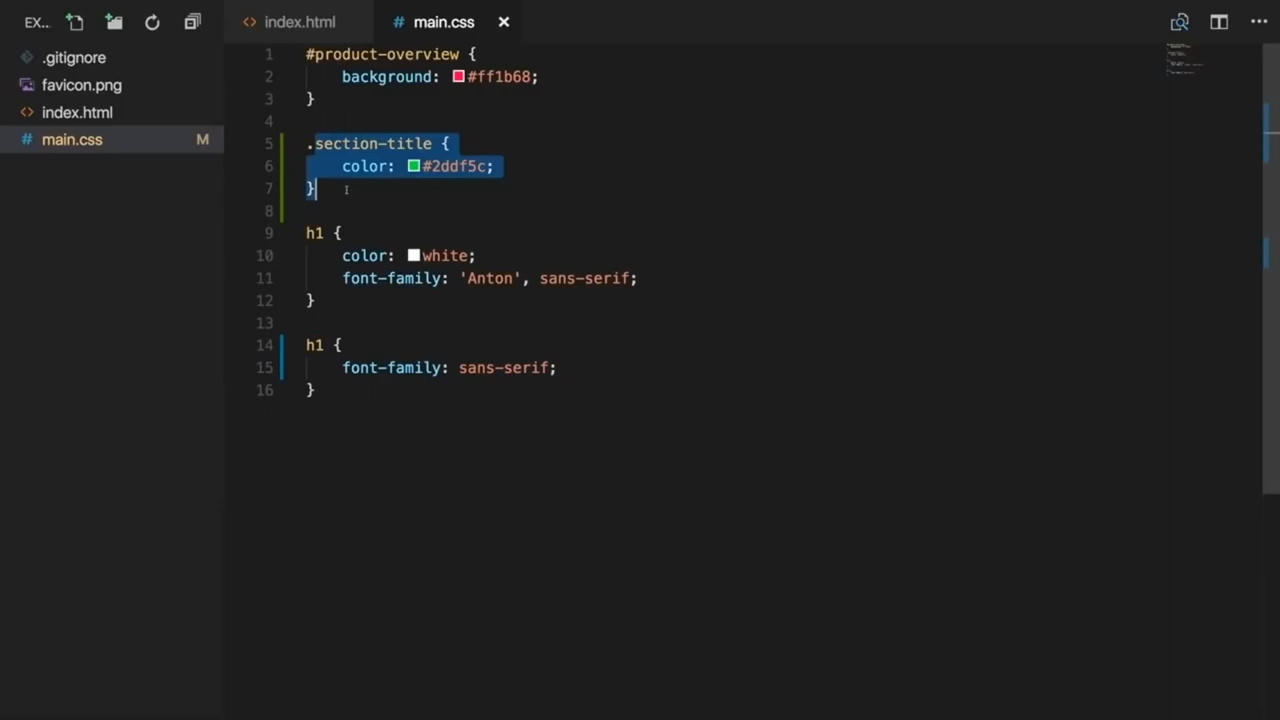 EX...
index.html
main.css
.gitignore
favicon.png
index.html
main.css M
1 #product-overview {
2 background: #ff1b68;
3 }
4
5 .section-title {
6 color: #2ddf5c;
7 }
8
9 h1 {
10 color: white;
11 font-family: 'Anton', sans-serif;
12 }
13
14 h1 {
15 font-family: sans-serif;
16 }